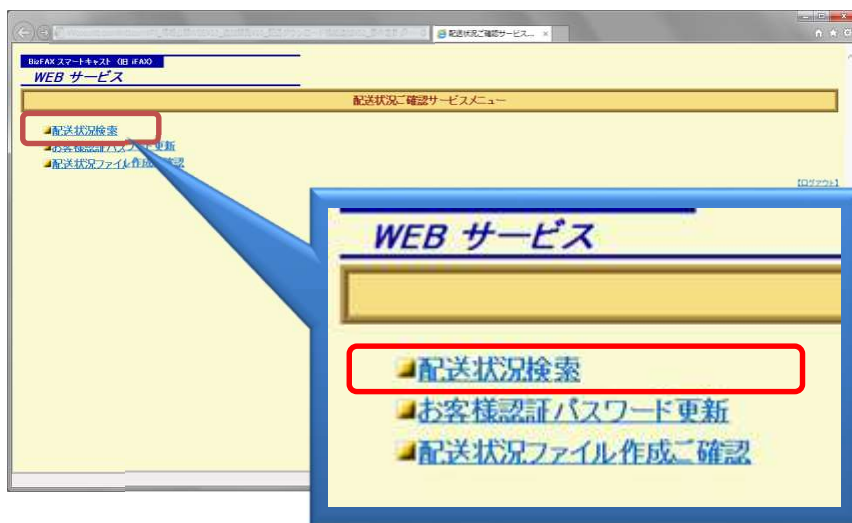 配送状況ご確認サービス...
BizFAX スマートキャスト (旧 iFAX)
WEB サービス
配送状況ご確認サービスメニュー
配送状況検索
お客様認証パスワード更新
配送状況ファイル作成ご確認
[ログアウト]
WEB サービス
配送状況検索
お客様認証パスワード更新
配送状況ファイル作成ご確認